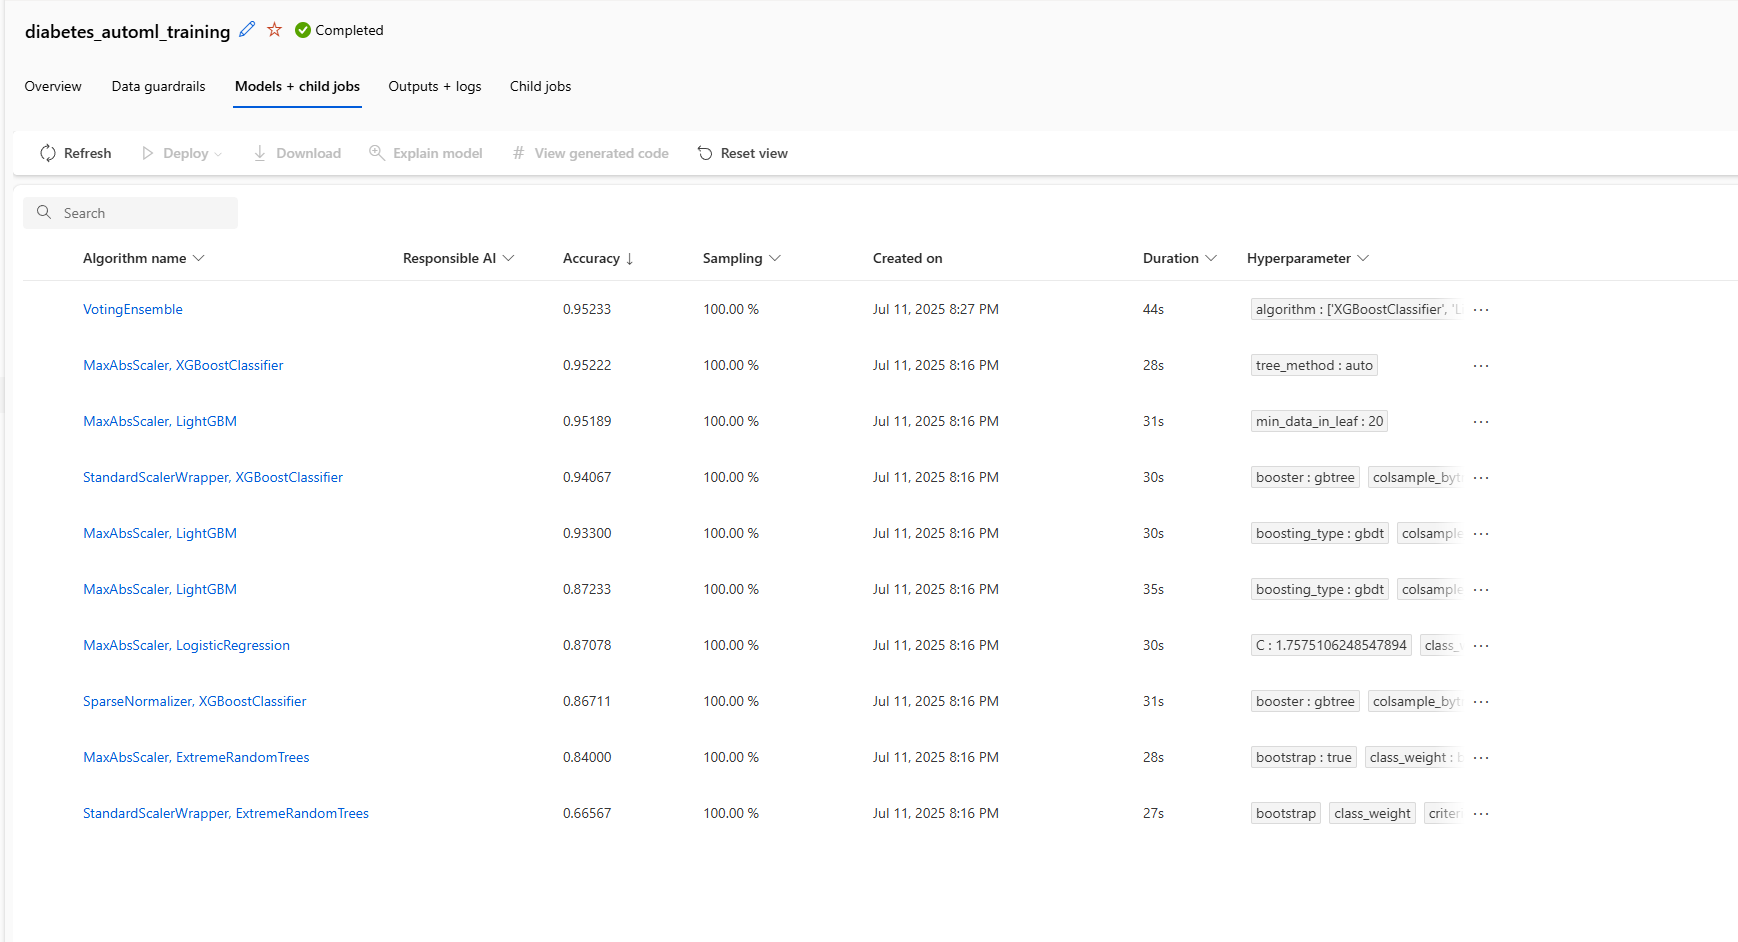 diabetes_automl_training Completed
Overview Data guardrails Models + child jobs Outputs + logs Child jobs
Refresh Deploy Download Explain model # View generated code Reset view
Search
Algorithm name Responsible AI Accuracy ↓ Sampling Created on Duration Hyperparameter
VotingEnsemble 0.95233 100.00 % Jul 11, 2025 8:27 PM 44s algorithm : ['XGBoostClassifier', 'L ...
MaxAbsScaler, XGBoostClassifier 0.95222 100.00 % Jul 11, 2025 8:16 PM 28s tree_method : auto ...
MaxAbsScaler, LightGBM 0.95189 100.00 % Jul 11, 2025 8:16 PM 31s min_data_in_leaf : 20 ...
StandardScalerWrapper, XGBoostClassifier 0.94067 100.00 % Jul 11, 2025 8:16 PM 30s booster : gbtree colsample_byt ...
MaxAbsScaler, LightGBM 0.93300 100.00 % Jul 11, 2025 8:16 PM 30s boosting_type : gbdt colsample ...
MaxAbsScaler, LightGBM 0.87233 100.00 % Jul 11, 2025 8:16 PM 35s boosting_type : gbdt colsample ...
MaxAbsScaler, LogisticRegression 0.87078 100.00 % Jul 11, 2025 8:16 PM 30s C : 1.7575106248547894 class_ ...
SparseNormalizer, XGBoostClassifier 0.86711 100.00 % Jul 11, 2025 8:16 PM 31s booster : gbtree colsample_byt ...
MaxAbsScaler, ExtremeRandomTrees 0.84000 100.00 % Jul 11, 2025 8:16 PM 28s bootstrap : true class_weight : b ...
StandardScalerWrapper, ExtremeRandomTrees 0.66567 100.00 % Jul 11, 2025 8:16 PM 27s bootstrap class_weight criter ...